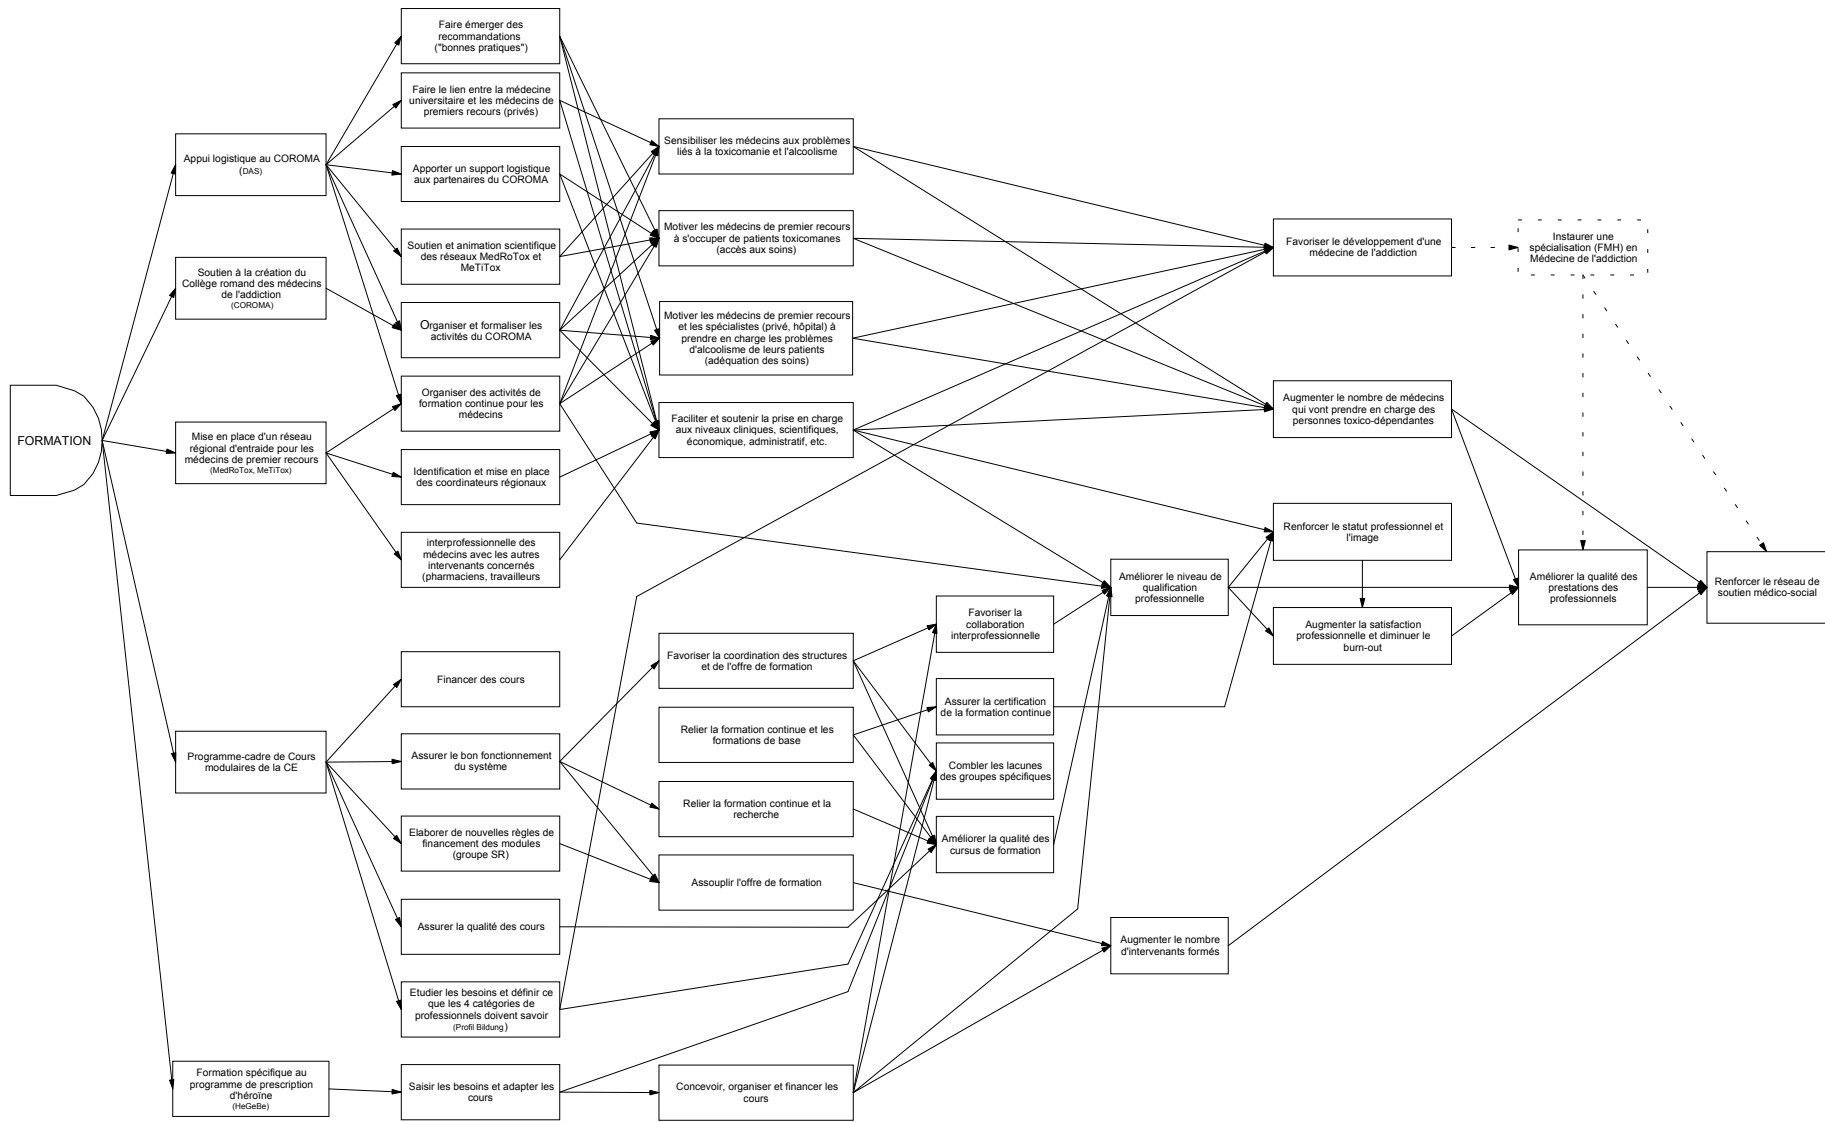 FORMATION
Appui logistique au COROMA
(DAS)
Soutien à la création du
Collège romand des médecins
de l'addiction
(COROMA)
Mise en place d'un réseau
régional d'entraide pour les
médecins de premier recours
(MedRoTox, MeTiTox)
Programme-cadre de Cours
modulaires de la CE
Formation spécifique au
programme de prescription
d'héroïne
(HeGeBe)
Faire émerger des
recommandations
("bonnes pratiques")
Faire le lien entre la médecine
universitaire et les médecins de
premiers recours (privés)
Apporter un support logistique
aux partenaires du COROMA
Soutien et animation scientifique
des réseaux MedRoTox et
MeTiTox
Organiser et formaliser les
activités du COROMA
Organiser des activités de
formation continue pour les
médecins
Identification et mise en place
des coordinateurs régionaux
interprofessionnelle des
médecins avec les autres
intervenants concernés
(pharmaciens, travailleurs
Financer des cours
Assurer le bon fonctionnement
du système
Elaborer de nouvelles règles de
financement des modules
(groupe SR)
Assurer la qualité des cours
Etudier les besoins et définir ce
que les 4 catégories de
professionnels doivent savoir
(Profil Bildung)
Saisir les besoins et adapter les
cours
Sensibiliser les médecins aux problèmes
liés à la toxicomanie et l'alcoolisme
Motiver les médecins de premier recours
à s'occuper de patients toxicomanes
(accès aux soins)
Motiver les médecins de premier recours
et les spécialistes (privé, hôpital) à
prendre en charge les problèmes
d'alcoolisme de leurs patients
(adéquation des soins)
Faciliter et soutenir la prise en charge
aux niveaux cliniques, scientifiques,
économique, administratif, etc.
Favoriser la coordination des structures
et de l'offre de formation
Relier la formation continue et les
formations de base
Relier la formation continue et la
recherche
Assouplir l'offre de formation
Concevoir, organiser et financer les
cours
Favoriser la
collaboration
interprofessionnelle
Assurer la certification
de la formation continue
Combler les lacunes
des groupes spécifiques
Améliorer la qualité des
cursus de formation
Améliorer le niveau de
qualification
professionnelle
Augmenter le nombre
d'intervenants formés
Favoriser le développement d'une
médecine de l'addiction
Augmenter le nombre de médecins
qui vont prendre en charge des
personnes toxico-dépendantes
Renforcer le statut professionnel et
l'image
Augmenter la satisfaction
professionnelle et diminuer le
burn-out
Instaurer une
spécialisation (FMH) en
Médecine de l'addiction
Améliorer la qualité des
prestations des
professionnels
Renforcer le réseau de
soutien médico-social